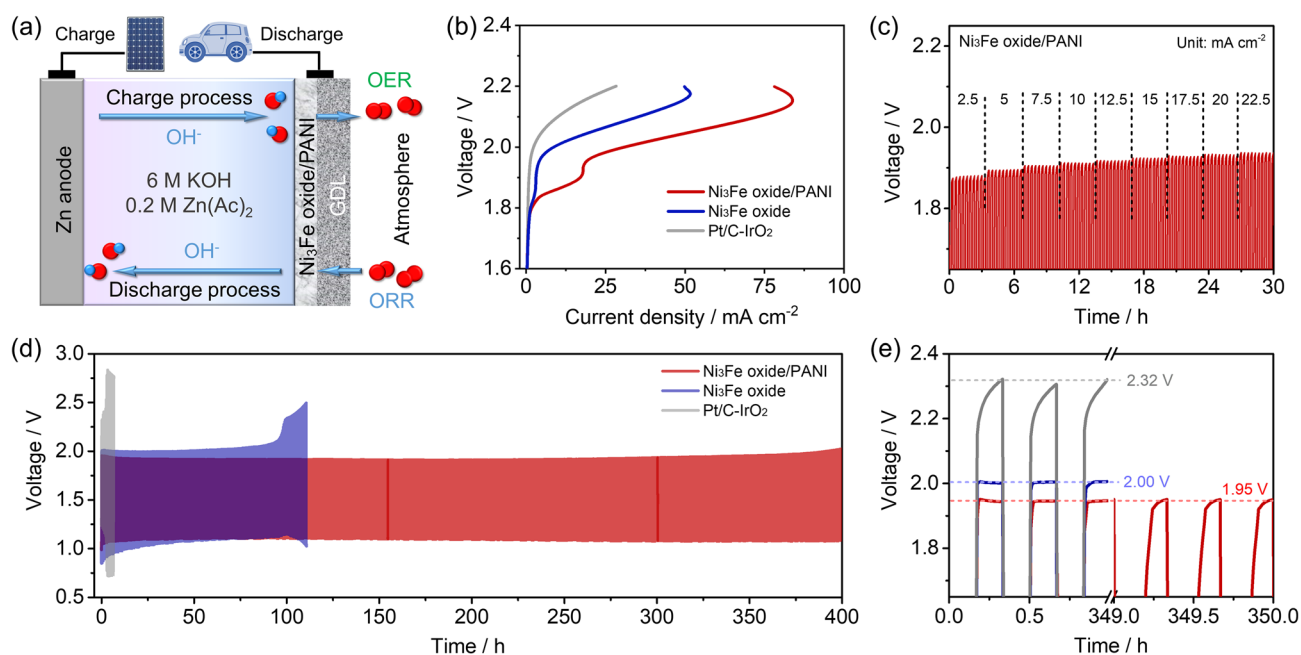 (a)
Charge
Discharge
Zn anode
Charge process
OH⁻
6 M KOH
0.2 M Zn(Ac)₂
OH⁻
Discharge process
Ni₃Fe oxide/PANI
GDL
OER
Atmosphere
ORR
(b)
Voltage / V
2.4
2.2
2.0
1.8
1.6
Ni₃Fe oxide/PANI
Ni₃Fe oxide
Pt/C-IrO₂
0 25 50 75 100
Current density / mA cm⁻²
(c)
Voltage / V
2.2
2.0
1.9
1.8
1.7
Ni₃Fe oxide/PANI
Unit: mA cm⁻²
2.5 5 7.5 10 12.5 15 17.5 20 22.5
0 6 12 18 24 30
Time / h
(d)
Voltage / V
3.0
2.5
2.0
1.5
1.0
0.5
Ni₃Fe oxide/PANI
Ni₃Fe oxide
Pt/C-IrO₂
0 50 100 150 200 250 300 350 400
Time / h
(e)
Voltage / V
2.4
2.2
2.0
1.8
2.32 V
2.00 V
1.95 V
0.0 0.5 349.0 349.5 350.0
Time / h